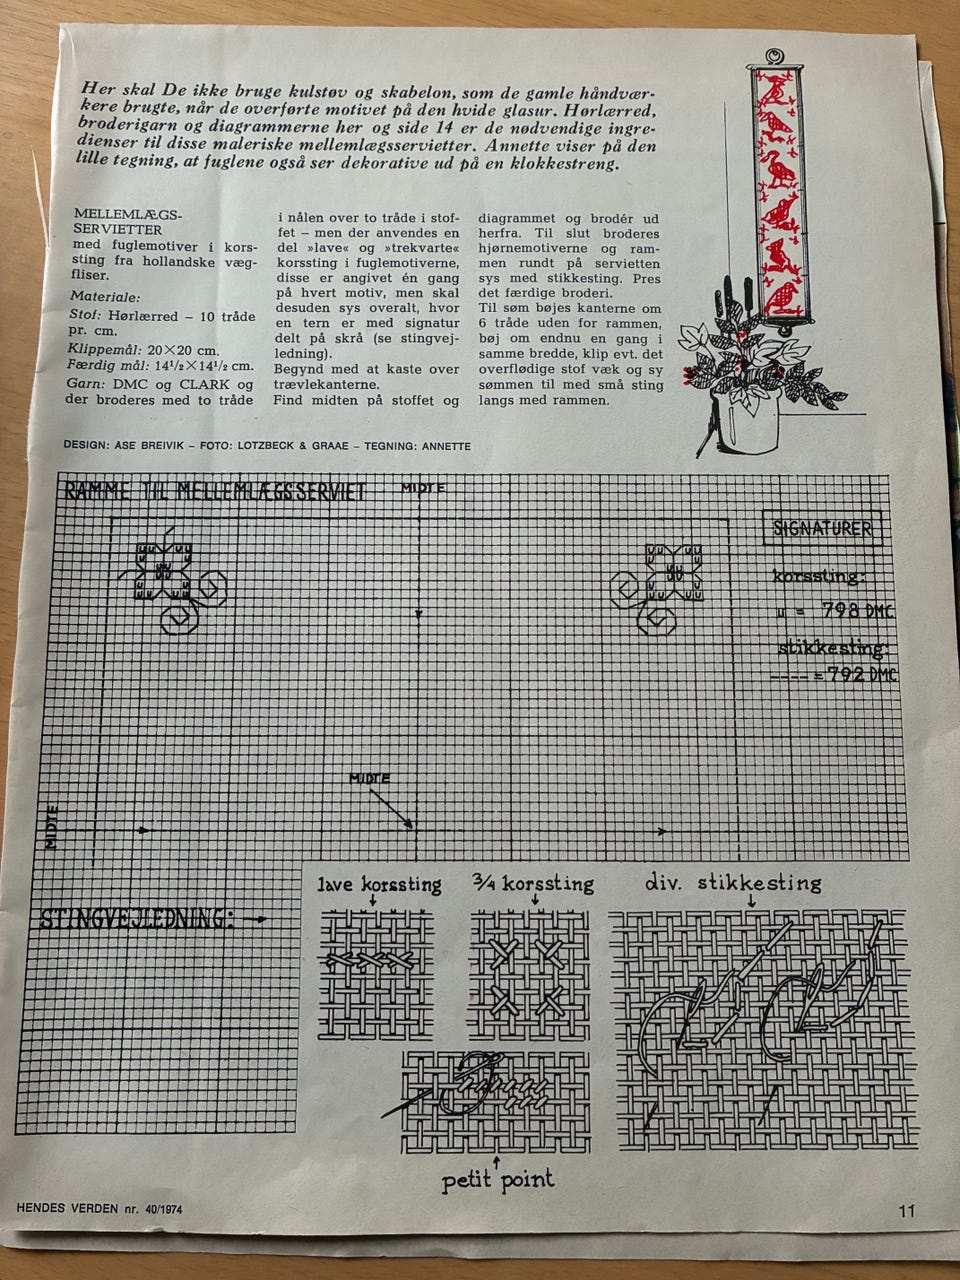 Her skal De ikke bruge kulstøv og skabelon, som de gamle håndvær-
kere brugte, når de overførte motivet på den hvide glasur. Hørlærred,
broderigarn og diagrammerne her og side 14 er de nødvendige ingre-
dienser til disse maleriske mellemlægsservietter. Annette viser på den
lille tegning, at fuglene også ser dekorative ud på en klokkestreng.
MELLEMLÆGS-
SERVIETTER
med fuglemotiver i kors-
sting fra hollandske væg-
fliser.
Materiale:
Stof: Hørlærred – 10 tråde
pr. cm.
Klippemål: 20×20 cm.
Færdig mål: 14¹/₂×14¹/₂ cm.
Garn: DMC og CLARK og
der broderes med to tråde
i nålen over to tråde i stof-
fet – men der anvendes en
del »lave« og »trekvarte«
korssting i fuglemotiverne,
disse er angivet én gang
på hvert motiv, men skal
desuden sys overalt, hvor
en tern er med signatur
delt på skrå (se stingvej-
ledning).
Begynd med at kaste over
trævlekanterne.
Find midten på stoffet og
diagrammet og brodér ud
herfra. Til slut broderes
hjørnemotiverne og ram-
men rundt på servietten
sys med stikkesting. Pres
det færdige broderi.
Til søm bøjes kanterne om
6 tråde uden for rammen,
bøj om endnu en gang i
samme bredde, klip evt. det
overflødige stof væk og sy
sømmen til med små sting
langs med rammen.
DESIGN: ASE BREIVIK – FOTO: LOTZBECK & GRAAE – TEGNING: ANNETTE
RAMME TIL MELLEMLÆGSSERVIET
MIDTE
SIGNATURER
korssting:
u = 798 DMC
stikkesting:
---- = 792 DMC
MIDTE
MIDTE
STINGVEJLEDNING: →
lave korssting
¾ korssting
div. stikkesting
petit point
HENDES VERDEN nr. 40/1974
11